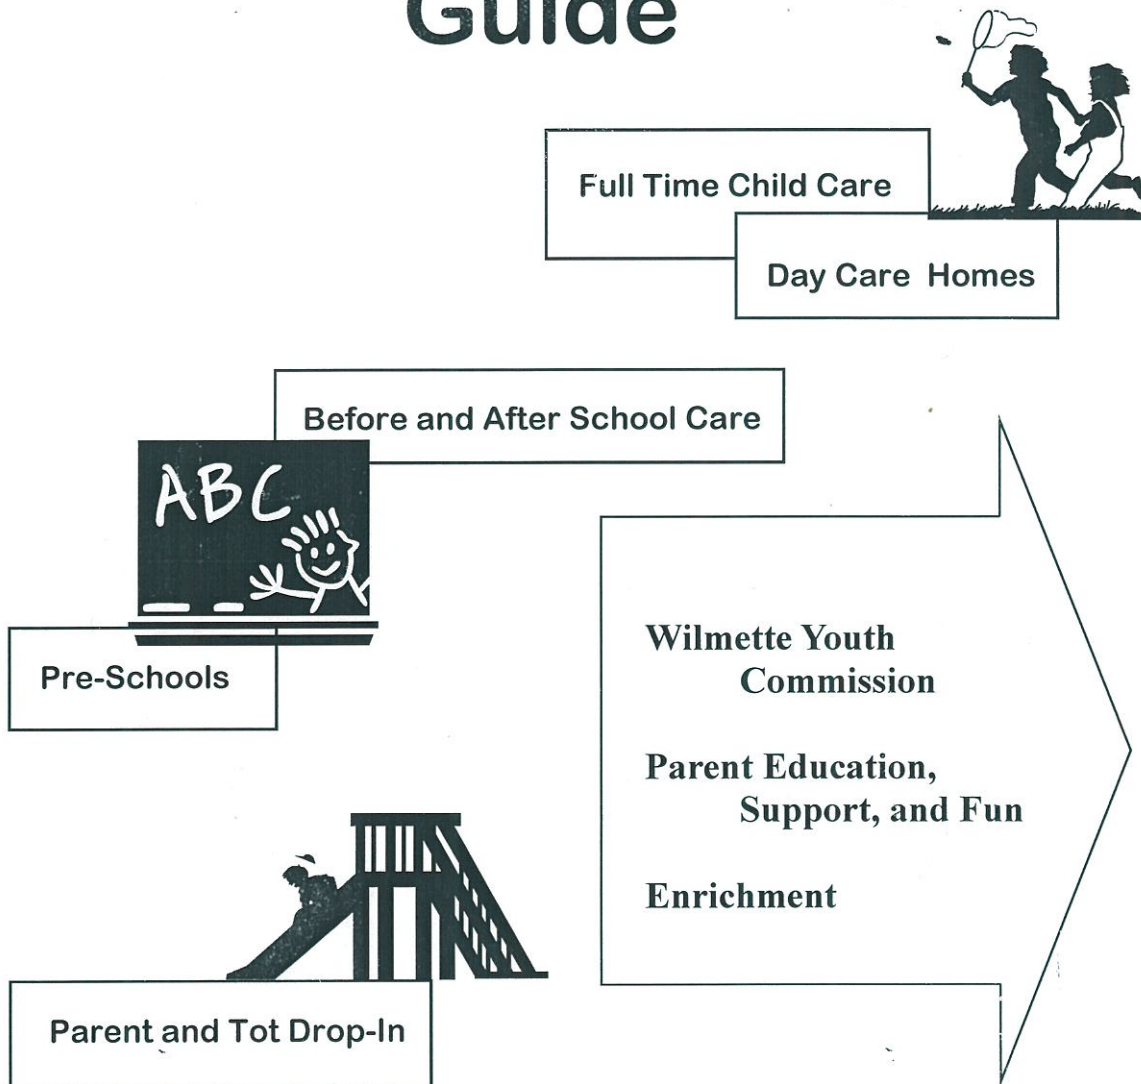 Guide
Full Time Child Care
Day Care Homes
Before and After School Care
ABC
Pre-Schools
Wilmette Youth
Commission
Parent Education,
Support, and Fun
Enrichment
Parent and Tot Drop-In